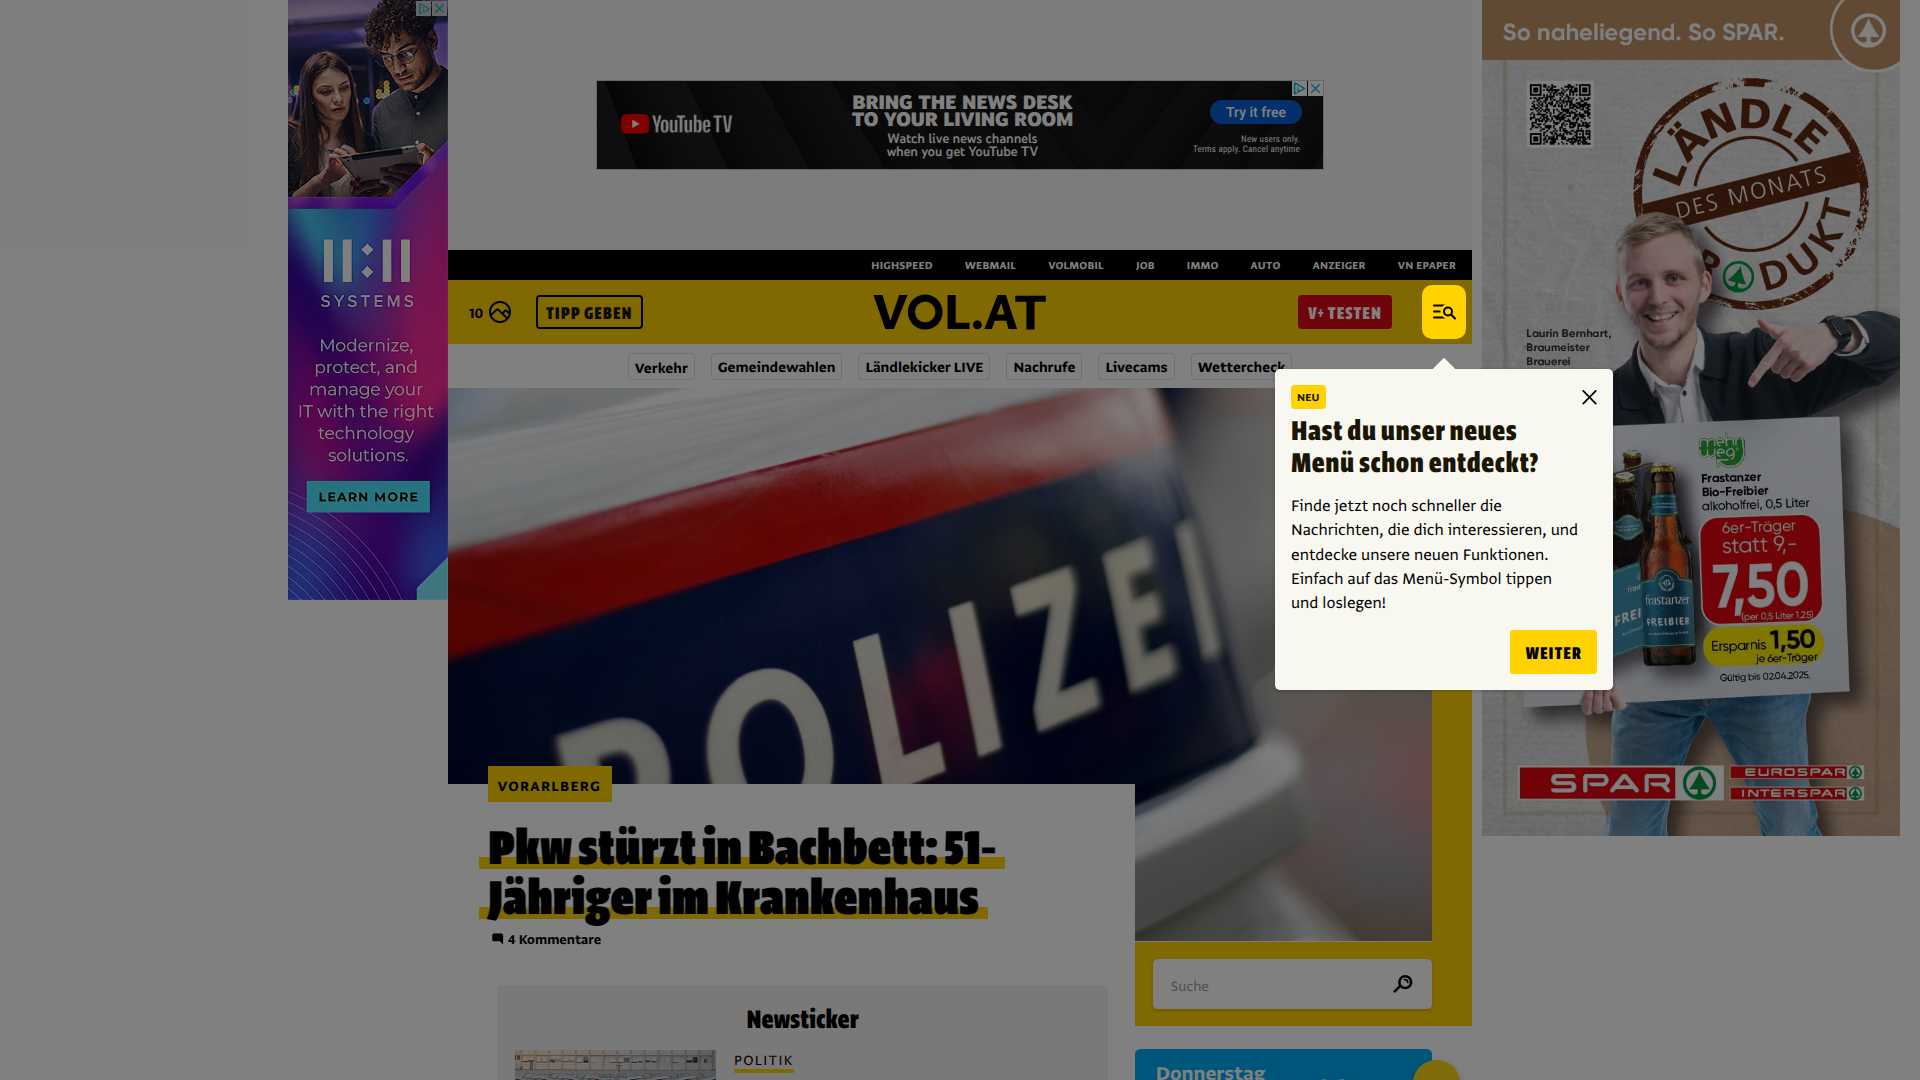 SYSTEMS
Modernize,
protect, and
manage your
IT with the right
technology
solutions.
LEARN MORE
YouTube TV
BRING THE NEWS DESK
TO YOUR LIVING ROOM
Watch live news channels
when you get YouTube TV
Try it free
New users only.
Terms apply. Cancel anytime
HIGHSPEED
WEBMAIL
VOLMOBIL
JOB
IMMO
AUTO
ANZEIGER
VN EPAPER
10
TIPP GEBEN
VOL.AT
V+ TESTEN
Verkehr
Gemeindewahlen
Ländlekicker LIVE
Nachrufe
Livecams
Wettercheck
NEU
Hast du unser neues
Menü schon entdeckt?
Finde jetzt noch schneller die
Nachrichten, die dich interessieren, und
entdecke unsere neuen Funktionen.
Einfach auf das Menü-Symbol tippen
und loslegen!
WEITER
POLIZEI
VORARLBERG
Pkw stürzt in Bachbett: 51-
Jähriger im Krankenhaus
4 Kommentare
Newsticker
POLITIK
Suche
Donnerstag
So naheliegend. So SPAR.
LÄNDLE
DES MONATS
PRODUKT
Laurin Bernhart,
Braumeister
Brauerei
mehr
weg
Frastanzer
Bio-Freibier
alkoholfrei, 0,5 Liter
6er-Träger
statt 9,-
7,50
(per 0,5 Liter 1,25)
Ersparnis 1,50
je 6er-Träger
Gültig bis 02.04.2025.
frastanzer
FREIBIER
SPAR
EUROSPAR
INTERSPAR